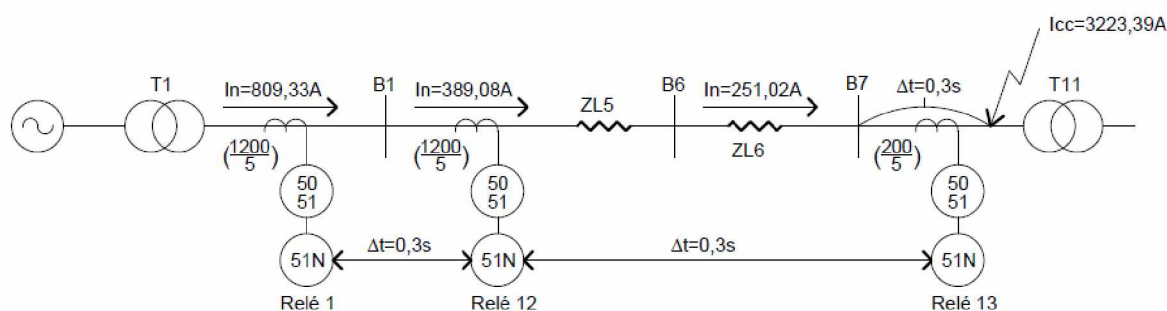 Icc=3223,39A
T1
In=809,33A
B1
In=389,08A
B6
In=251,02A
B7
Δt=0,3s
T11
ZL5
ZL6
(1200/5)
(1200/5)
(200/5)
50
51
50
51
50
51
51N
Δt=0,3s
51N
Δt=0,3s
51N
Relé 1
Relé 12
Relé 13